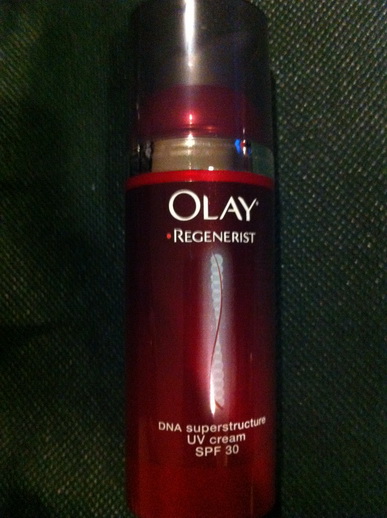 OLAY
REGENERIST
DNA superstructure
UV cream
SPF 30